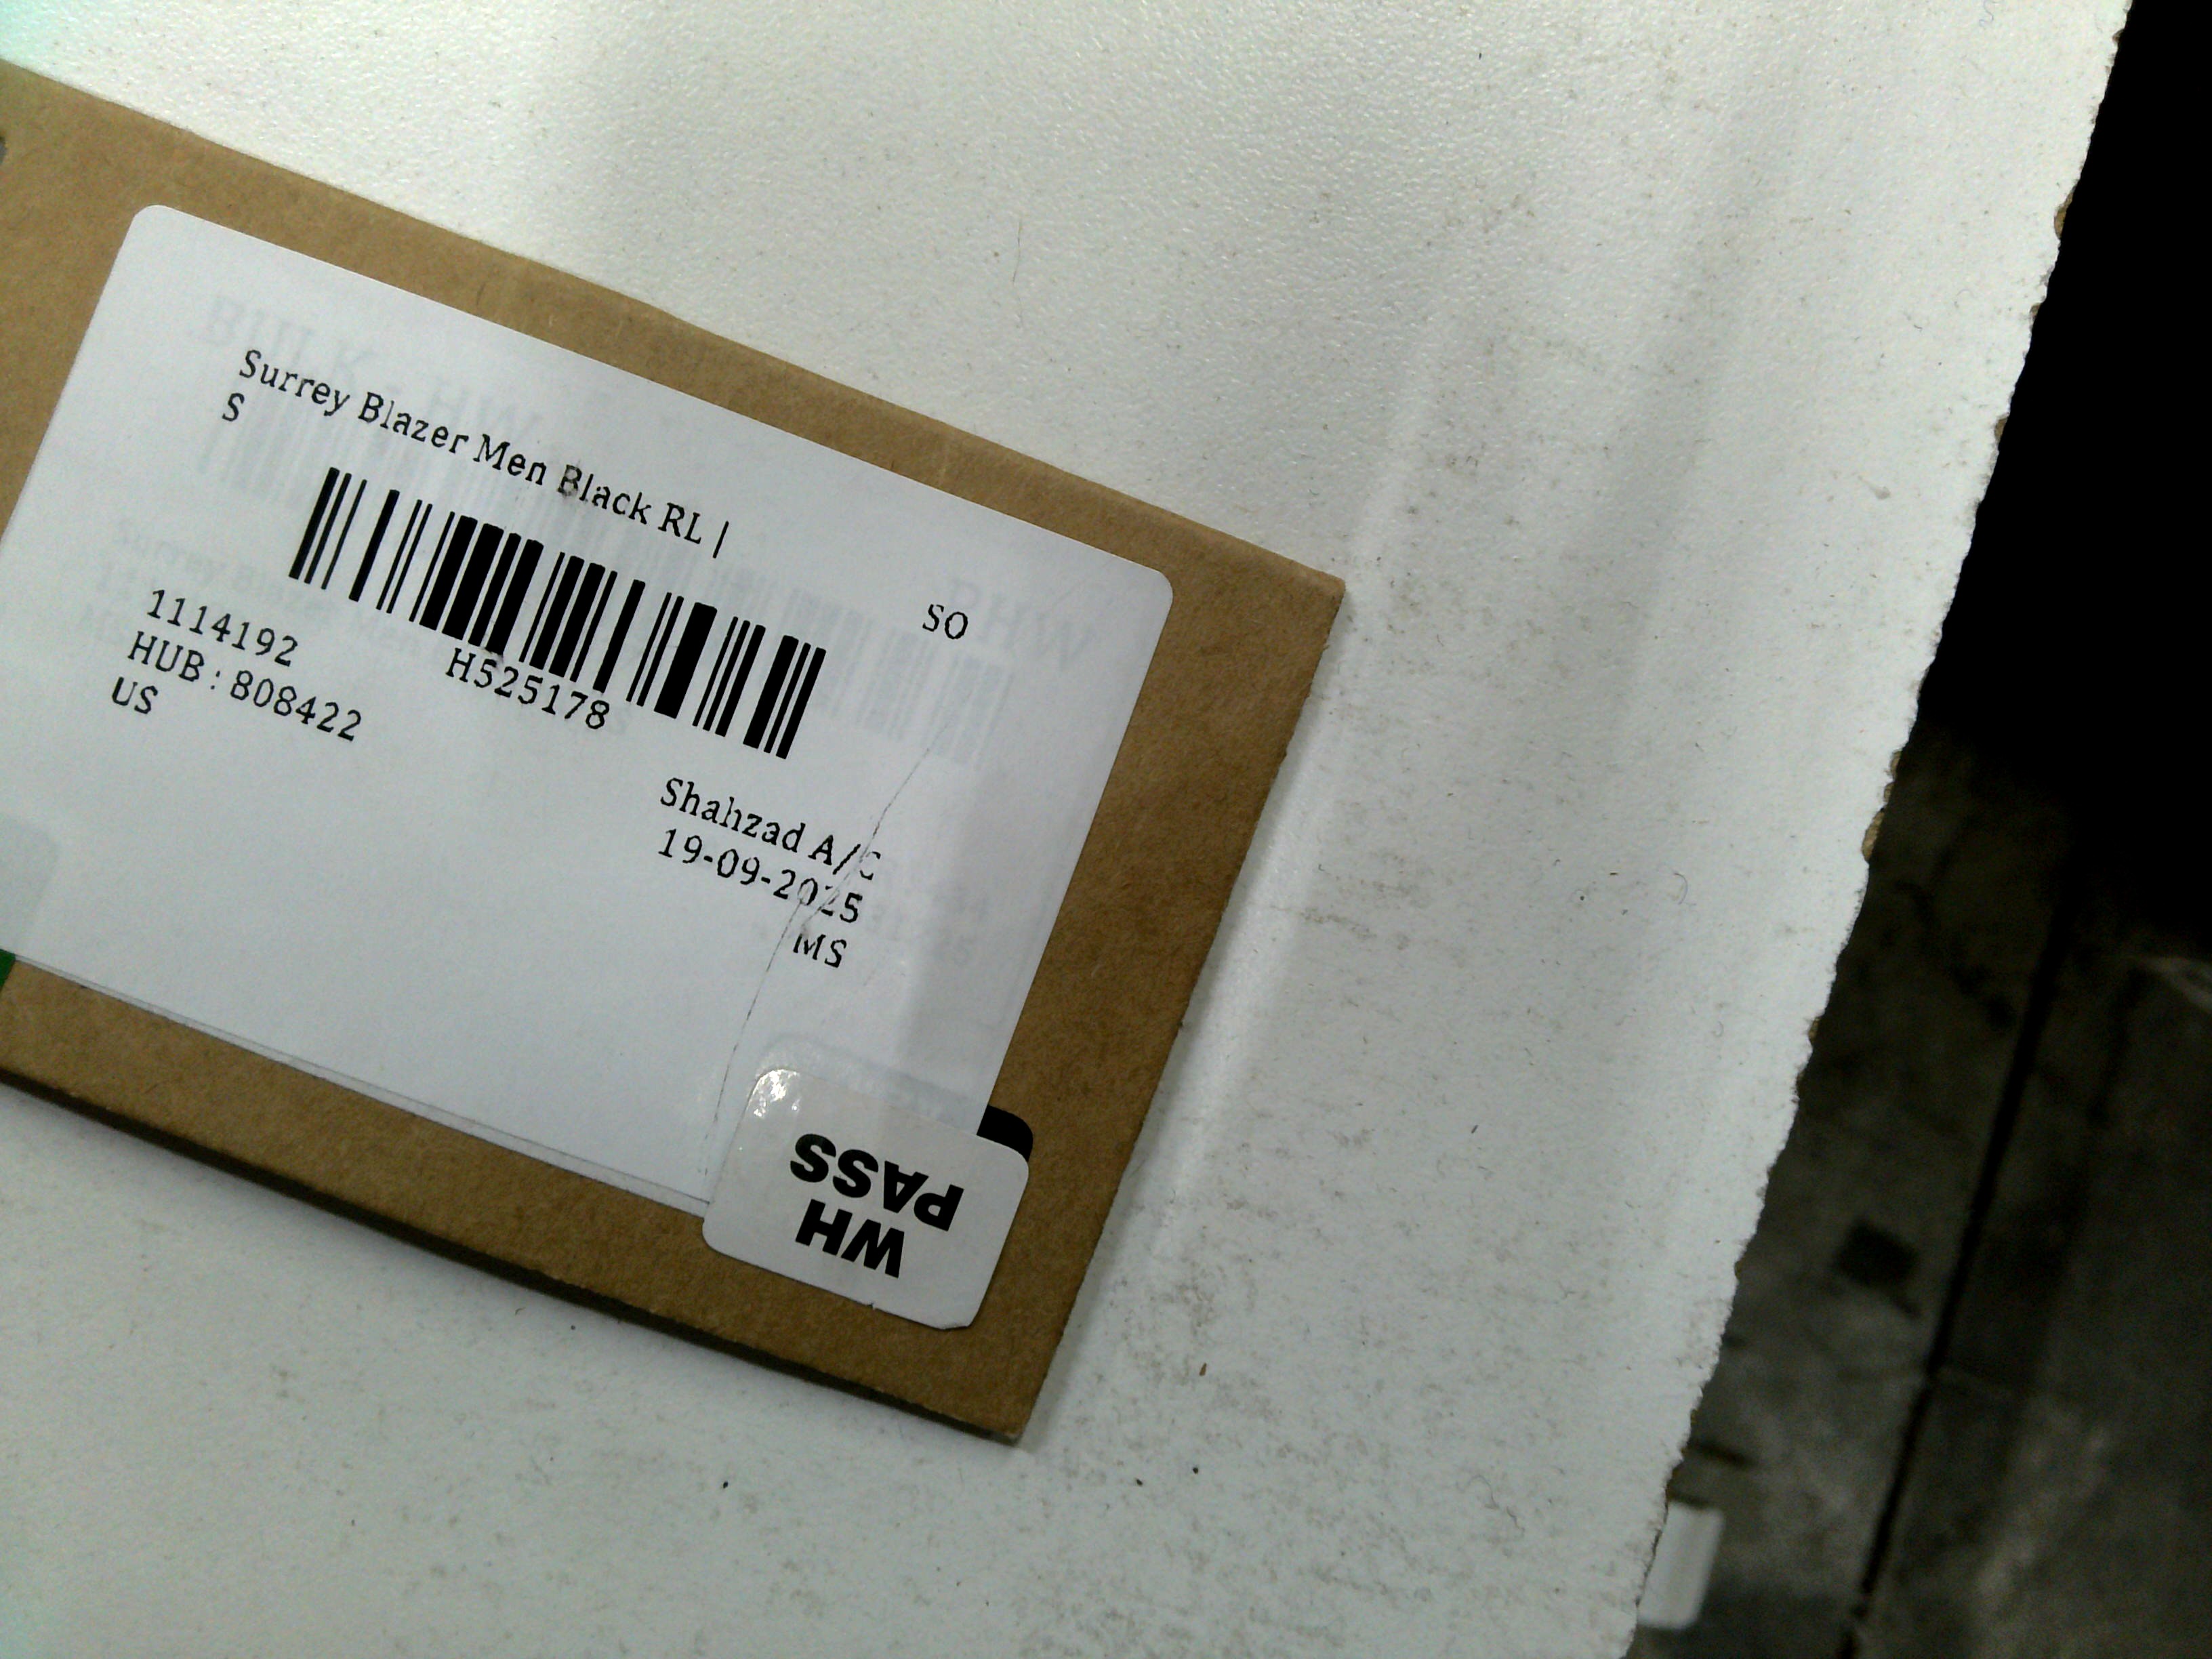 Surrey Blazer Men Black RL |
S
SO
H525178
1114192
HUB : 808422
US
Shahzad A/C
19-09-2025
MS
WH
PASS